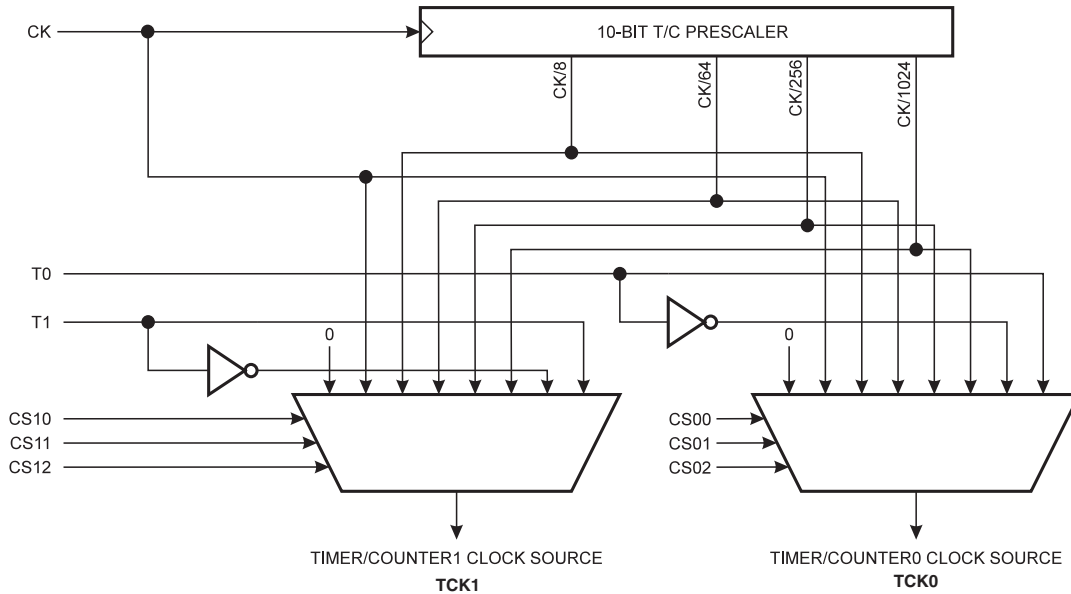 CK
10-BIT T/C PRESCALER
CK/8
CK/64
CK/256
CK/1024
T0
T1
0
0
CS10
CS11
CS12
CS00
CS01
CS02
TIMER/COUNTER1 CLOCK SOURCE
TCK1
TIMER/COUNTER0 CLOCK SOURCE
TCK0